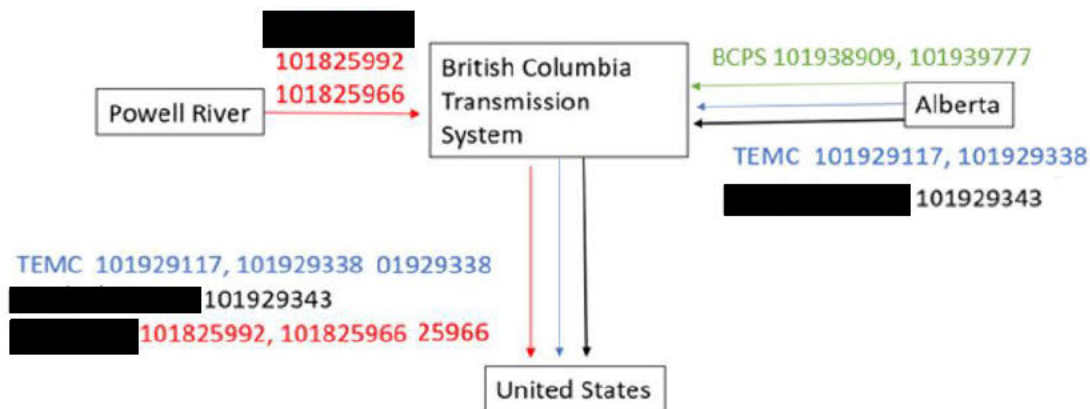 101825992
101825966
Powell River
British Columbia
Transmission
System
BCPS 101938909, 101939777
Alberta
TEMC 101929117, 101929338
101929343
TEMC 101929117, 101929338 01929338
101929343
101825992, 101825966 25966
United States